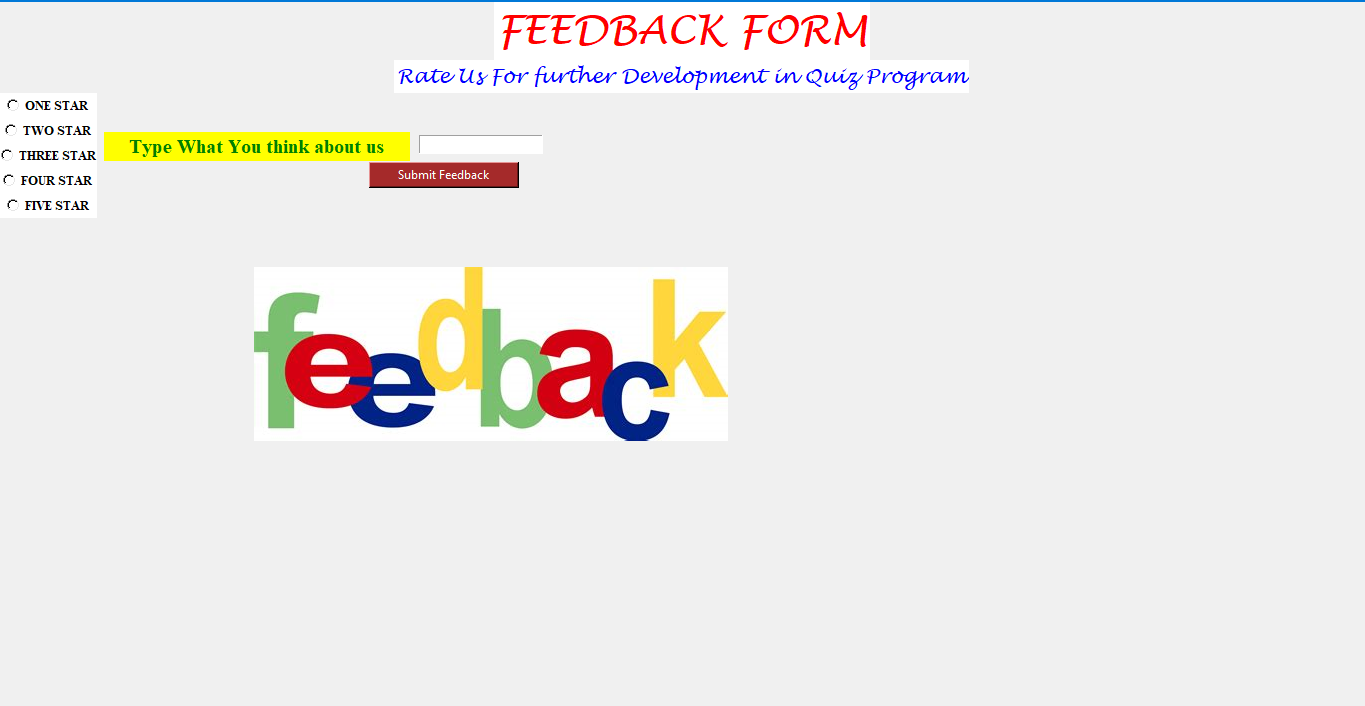 FEEDBACK FORM
Rate Us For further Development in Quiz Program
ONE STAR
TWO STAR
THREE STAR
FOUR STAR
FIVE STAR
Type What You think about us
Submit Feedback
feedback